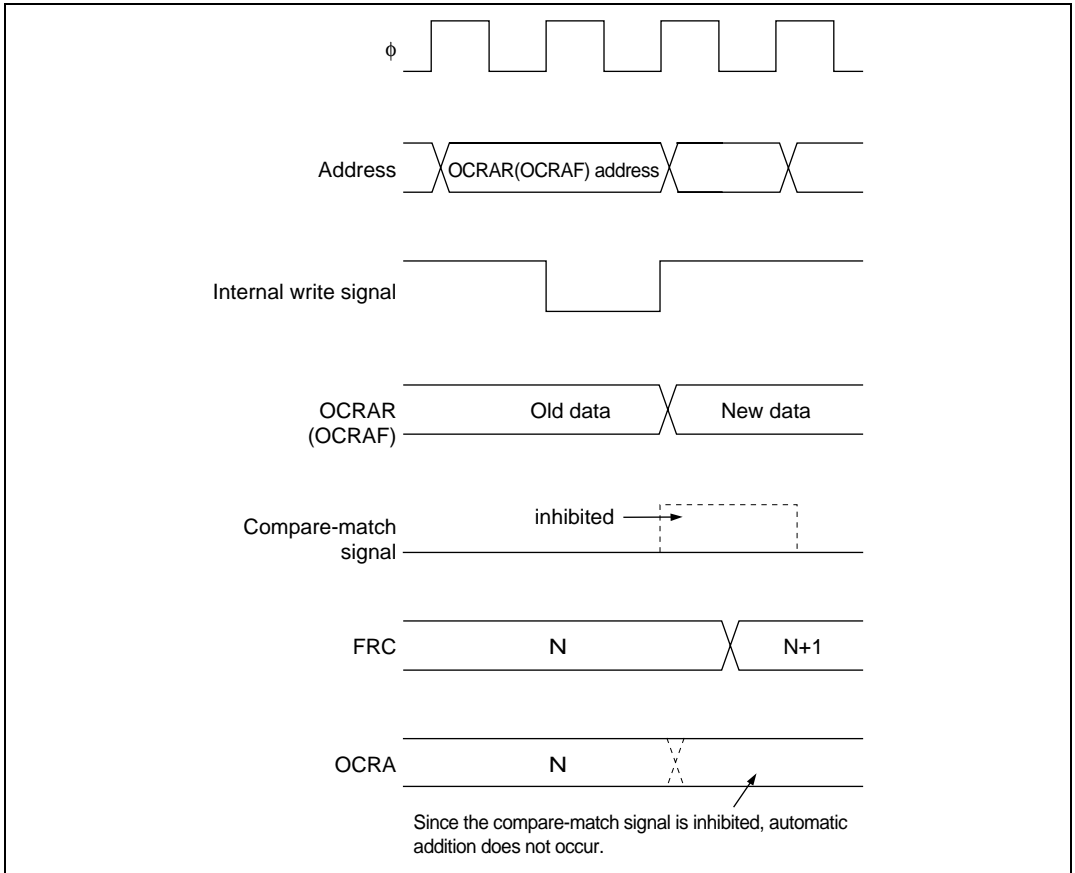 ϕ
Address
OCRAR(OCRAF) address
Internal write signal
OCRAR
(OCRAF)
Old data
New data
Compare-match
signal
inhibited
FRC
N
N+1
OCRA
N
Since the compare-match signal is inhibited, automatic
addition does not occur.